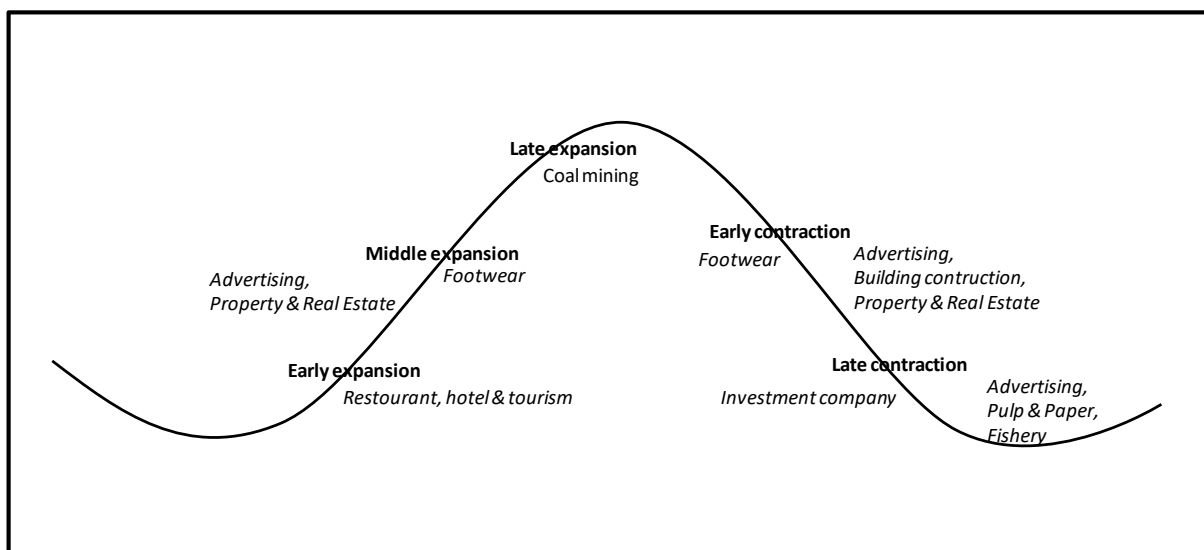 Late expansion
Coal mining
Early contraction
Footwear
Advertising,
Building contruction,
Property & Real Estate
Middle expansion
Footwear
Advertising,
Property & Real Estate
Early expansion
Restourant, hotel & tourism
Late contraction
Investment company
Advertising,
Pulp & Paper,
Fishery